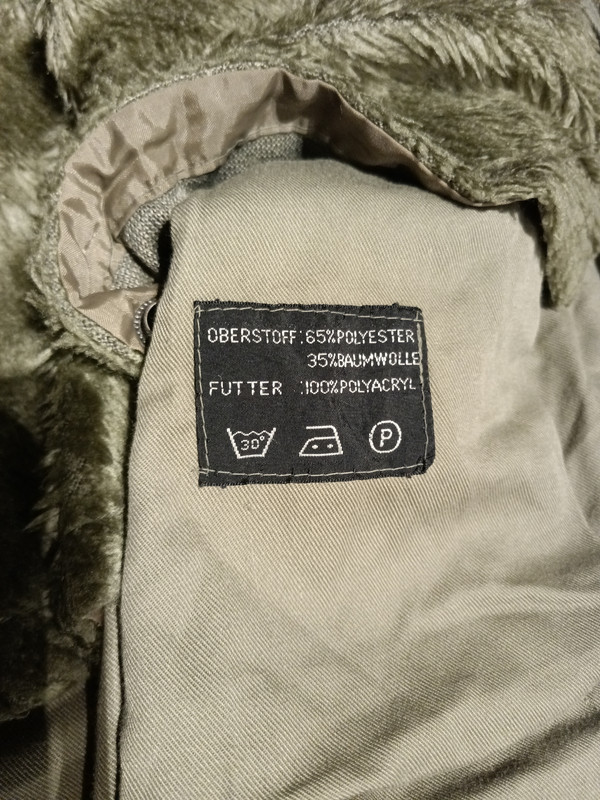 OBERSTOFF:65%POLYESTER
35%BAUMWOLLE
FUTTER :100%POLYACRYL
30° P